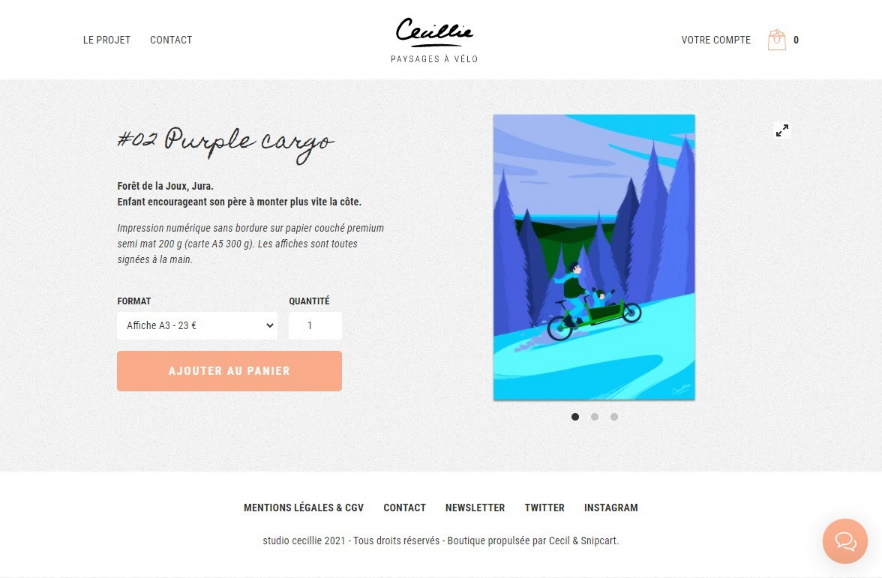 LE PROJET CONTACT
Cecillie
PAYSAGES À VÉLO
VOTRE COMPTE 0
#02 Purple cargo
Forêt de la Joux, Jura.
Enfant encourageant son père à monter plus vite la côte.
Impression numérique sans bordure sur papier couché premium
semi mat 200 g (carte A5 300 g). Les affiches sont toutes
signées à la main.
FORMAT QUANTITÉ
Affiche A3 - 23 € 1
AJOUTER AU PANIER
Cecillie
MENTIONS LÉGALES & CGV CONTACT NEWSLETTER TWITTER INSTAGRAM
studio cecillie 2021 - Tous droits réservés - Boutique propulsée par Cecil & Snipcart.